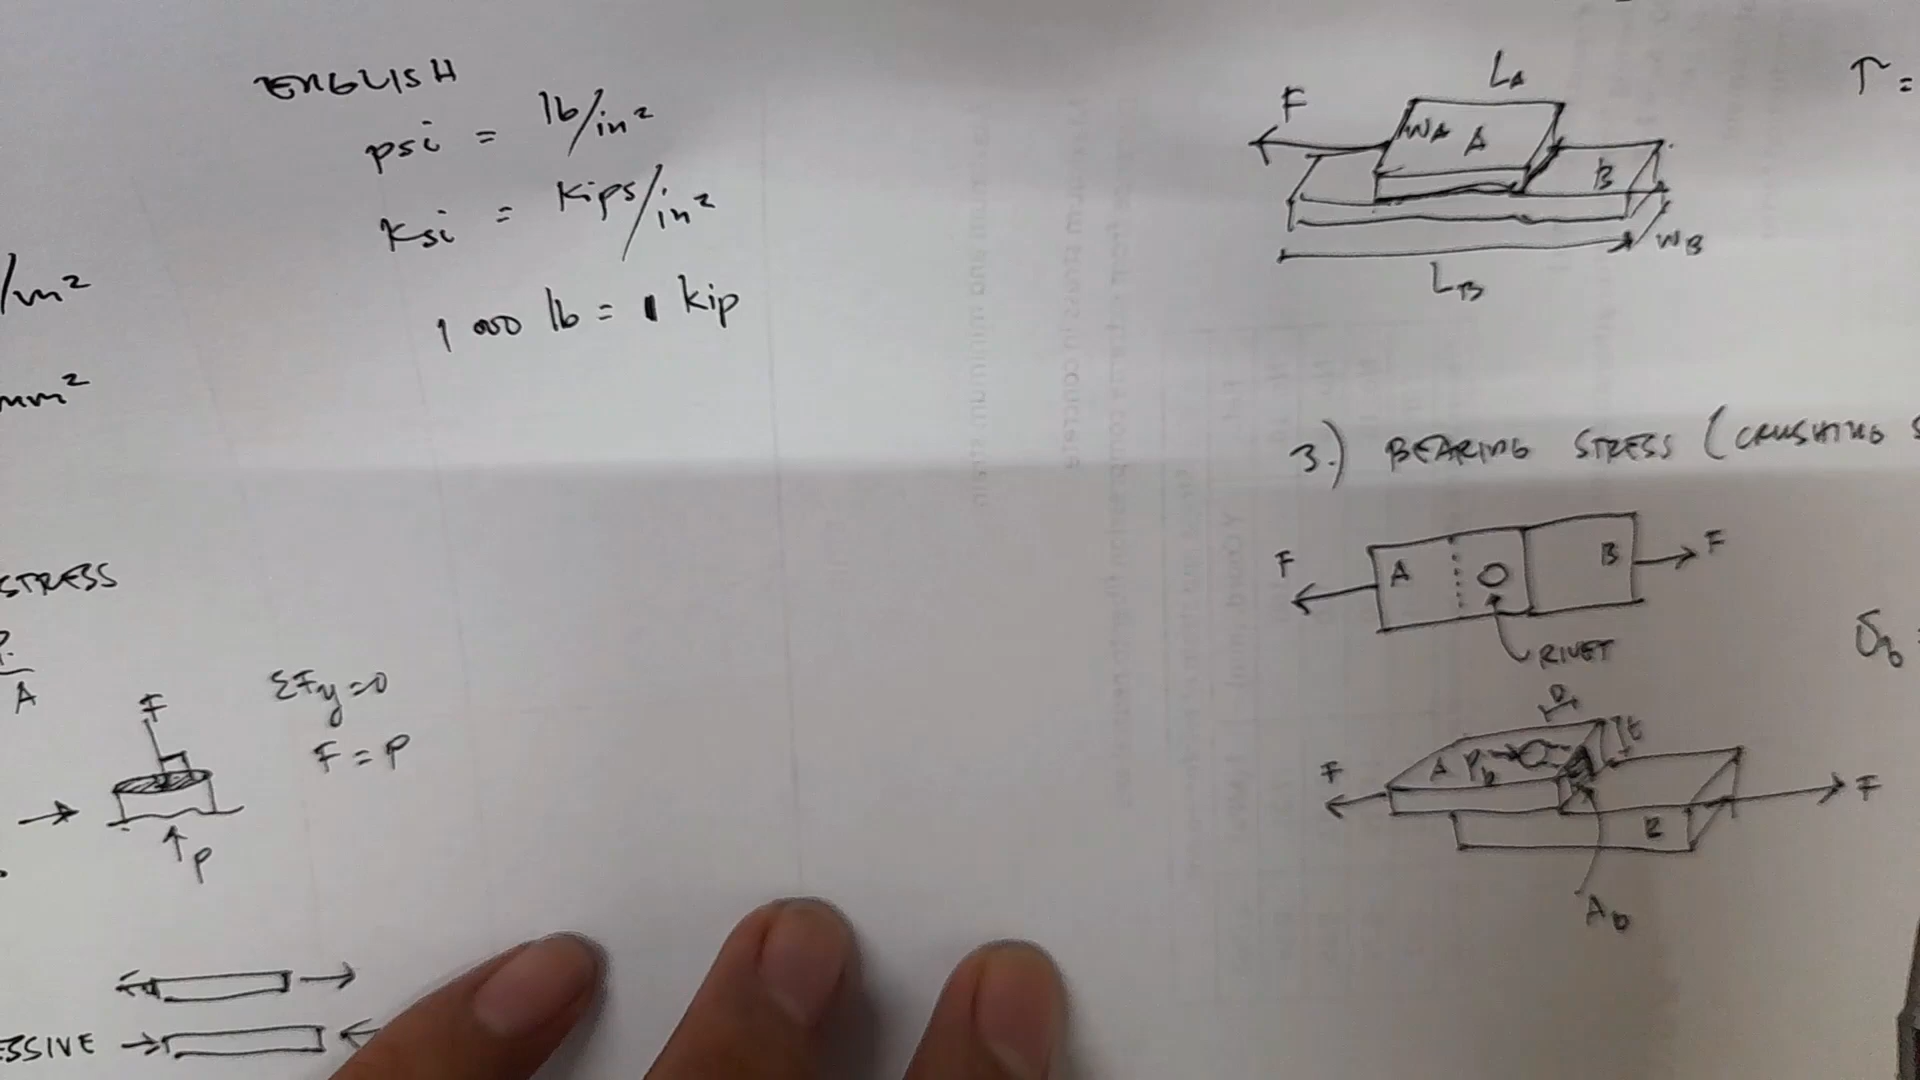 ENGLISH
psi = lb/in²
ksi = kips/in²
1 000 lb = 1 kip
/m²
mm²
STRESS
A
F
ΣFy=0
F = P
P
ESSIVE
LA
F
WA A
B
WB
LB
τ =
3.) BEARING STRESS (CRUSHING S
F
A
B
F
RIVET
σb
D
t
F
A Pb
F
B
Ab